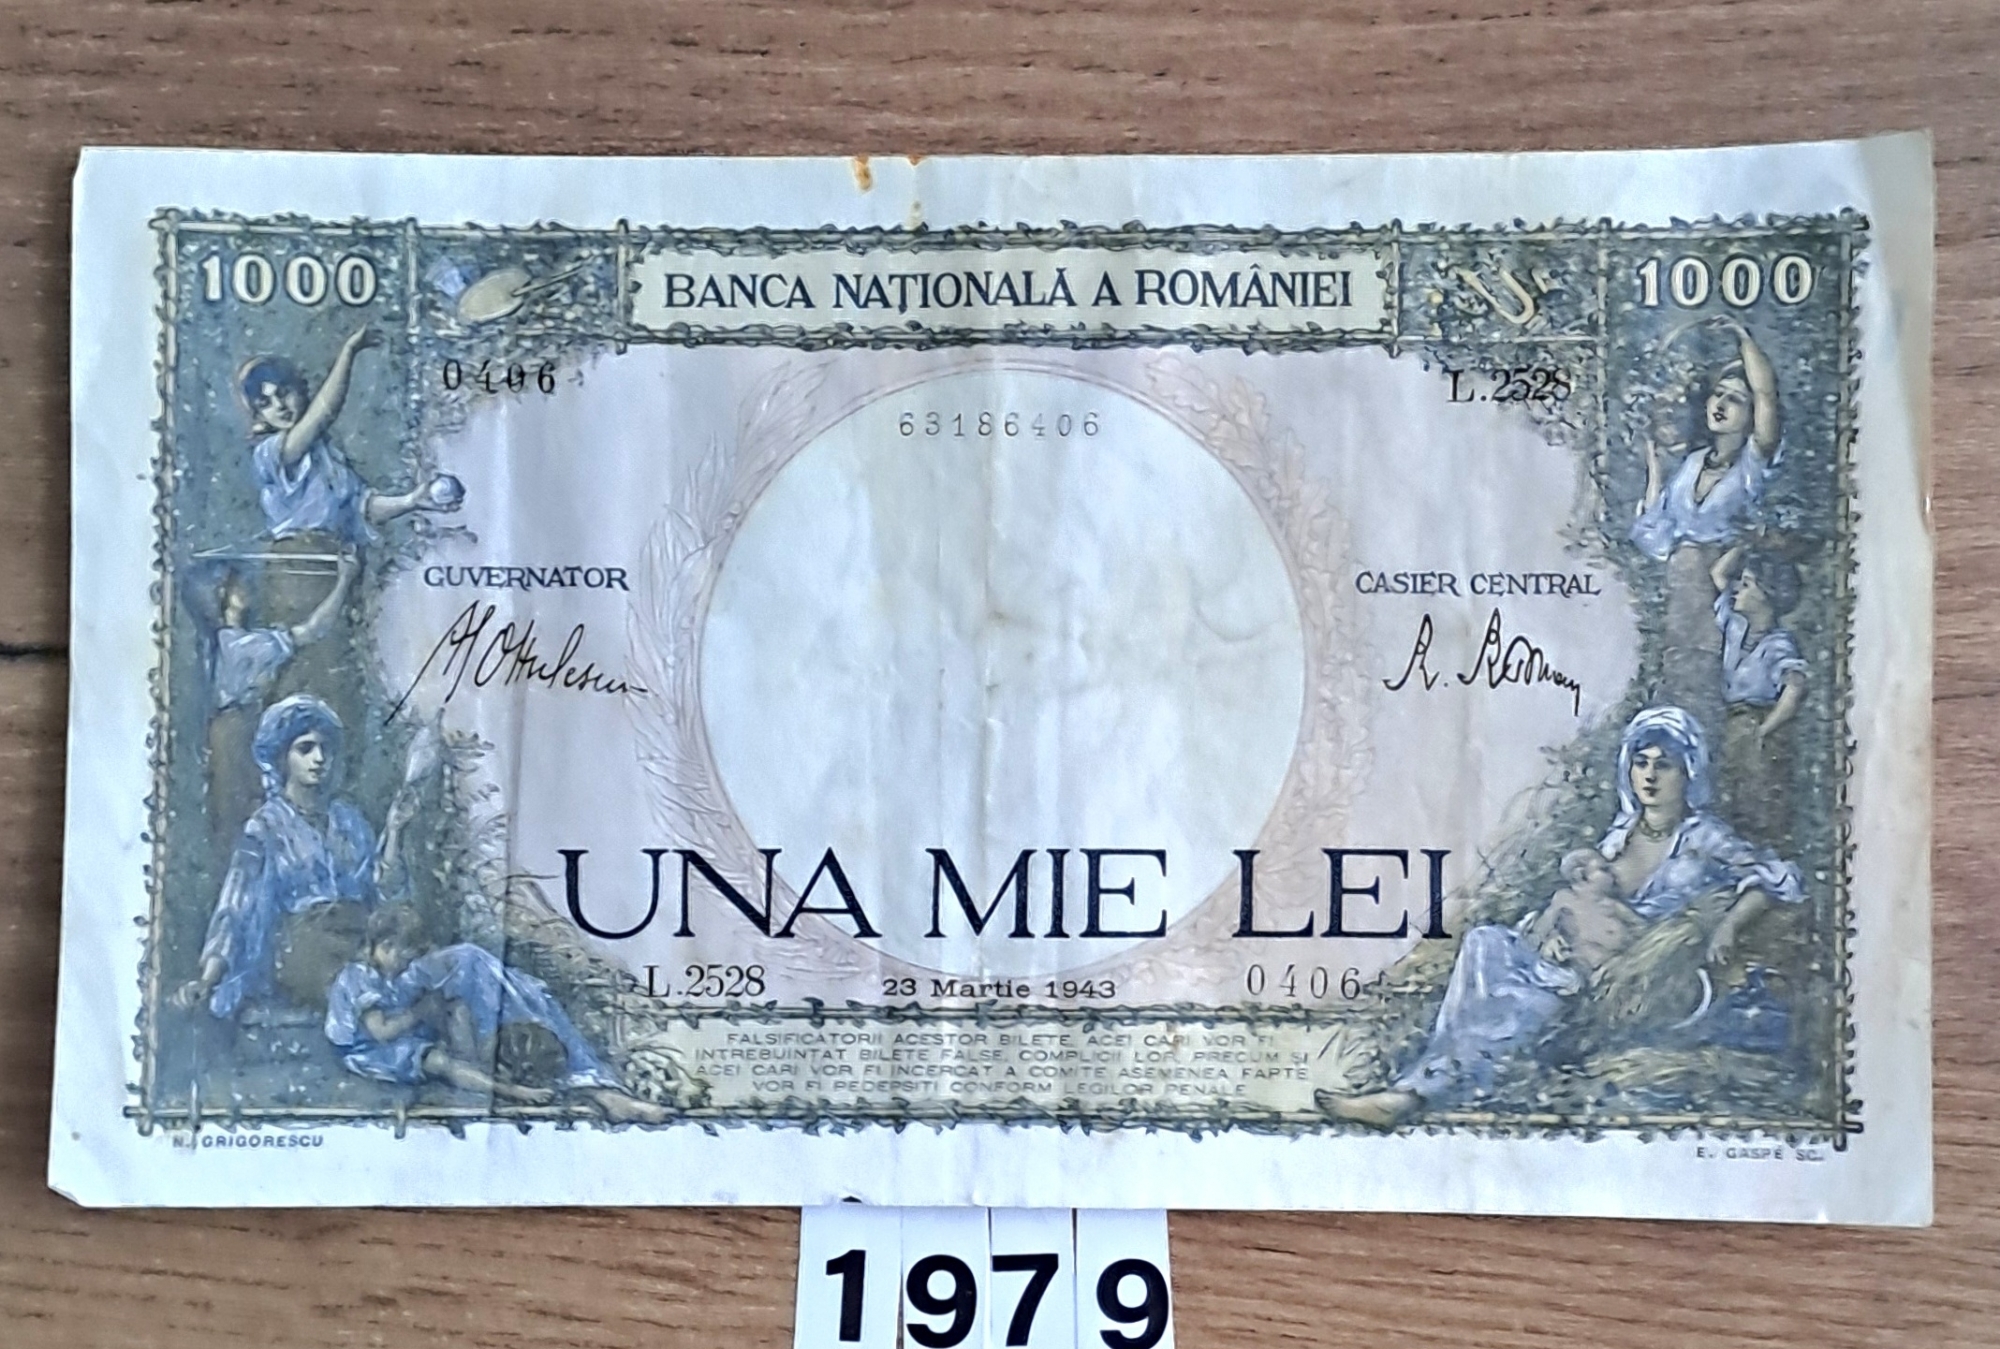 1000
BANCA NAȚIONALĂ A ROMÂNIEI
1000
0406
L.2528
63186406
GUVERNATOR
CASIER CENTRAL
UNA MIE LEI
L.2528
23 Martie 1943
0406
FALSIFICATORII ACESTOR BILETE, ACEI CARI VOR FI
INTREBUINTAT BILETE FALSE, COMPLICII LOR, PRECUM SI
ACEI CARI VOR FI INCERCAT A COMITE ASEMENEA FAPTE
VOR FI PEDEPSITI CONFORM LEGILOR PENALE
N. GRIGORESCU
E. GASPÉ SC.
1979